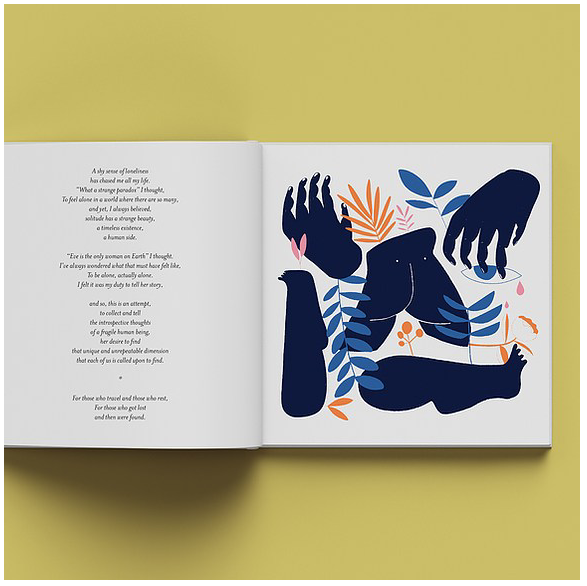 A shy sense of loneliness
has chased me all my life.
"What a strange paradox" I thought,
To feel alone in a world where there are so many,
and yet, I always believed,
solitude has a strange beauty,
a timeless existence,
a human side.
"Eve is the only woman on Earth" I thought.
I've always wondered what that must have felt like,
To be alone, actually alone.
I felt it was my duty to tell her story,
and so, this is an attempt,
to collect and tell
the introspective thoughts
of a fragile human being,
her desire to find
that unique and unrepeatable dimension
that each of us is called upon to find.
*
For those who travel and those who rest,
For those who get lost
and then were found.